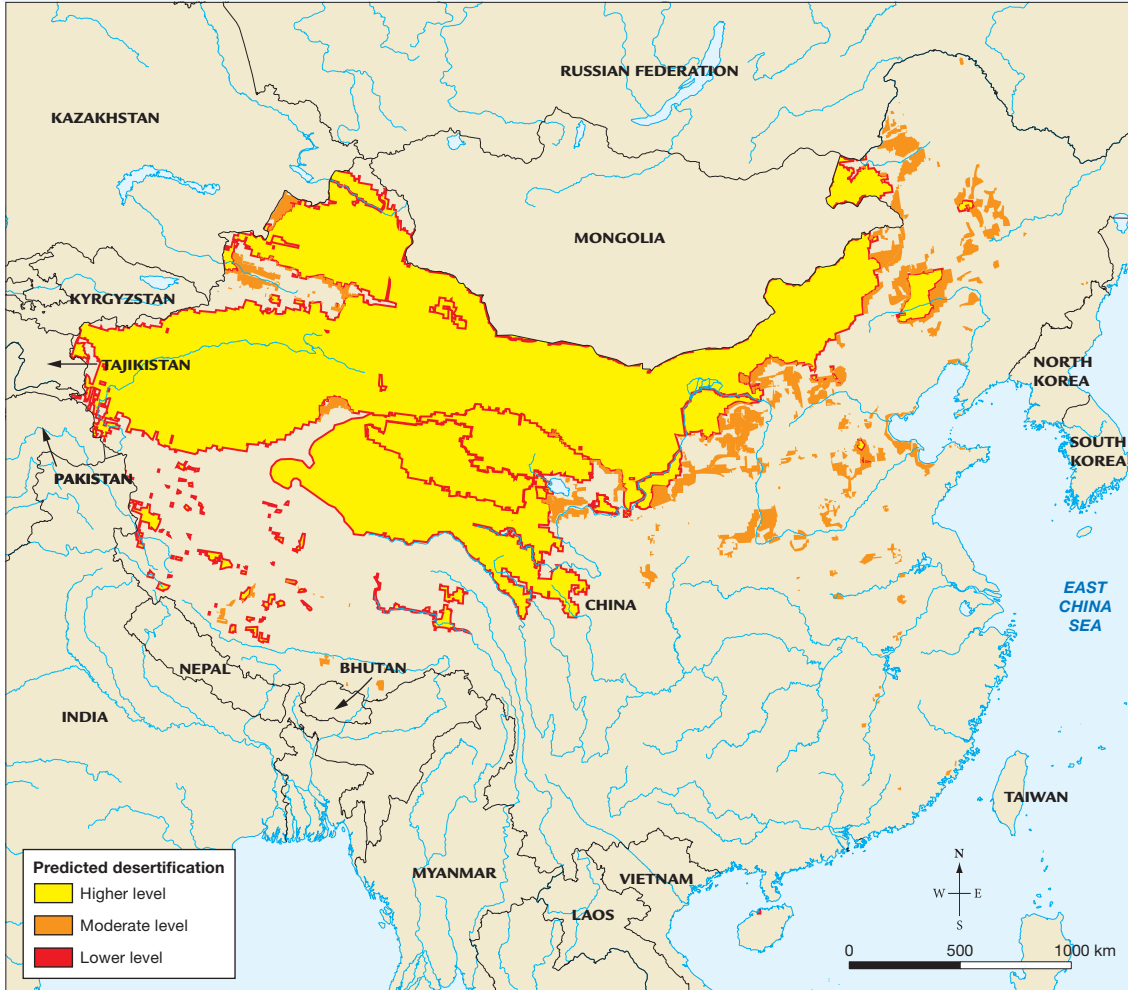 RUSSIAN FEDERATION
KAZAKHSTAN
MONGOLIA
KYRGYZSTAN
TAJIKISTAN
NORTH
KOREA
SOUTH
KOREA
PAKISTAN
CHINA
EAST
CHINA
SEA
NEPAL
BHUTAN
INDIA
TAIWAN
MYANMAR
VIETNAM
LAOS
Predicted desertification
Higher level
Moderate level
Lower level
N
W E
S
0 500 1000 km